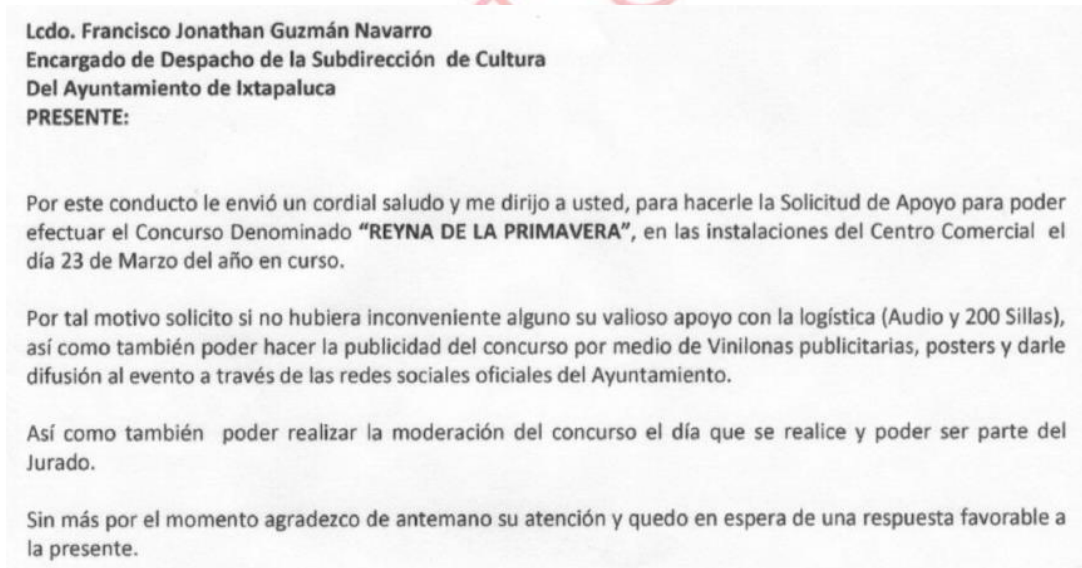 Lcdo. Francisco Jonathan Guzmán Navarro
Encargado de Despacho de la Subdirección de Cultura
Del Ayuntamiento de Ixtapaluca
PRESENTE:
Por este conducto le envió un cordial saludo y me dirijo a usted, para hacerle la Solicitud de Apoyo para poder
efectuar el Concurso Denominado “REYNA DE LA PRIMAVERA”, en las instalaciones del Centro Comercial el
día 23 de Marzo del año en curso.
Por tal motivo solicito si no hubiera inconveniente alguno su valioso apoyo con la logística (Audio y 200 Sillas),
así como también poder hacer la publicidad del concurso por medio de Vinilonas publicitarias, posters y darle
difusión al evento a través de las redes sociales oficiales del Ayuntamiento.
Así como también poder realizar la moderación del concurso el día que se realice y poder ser parte del
Jurado.
Sin más por el momento agradezco de antemano su atención y quedo en espera de una respuesta favorable a
la presente.